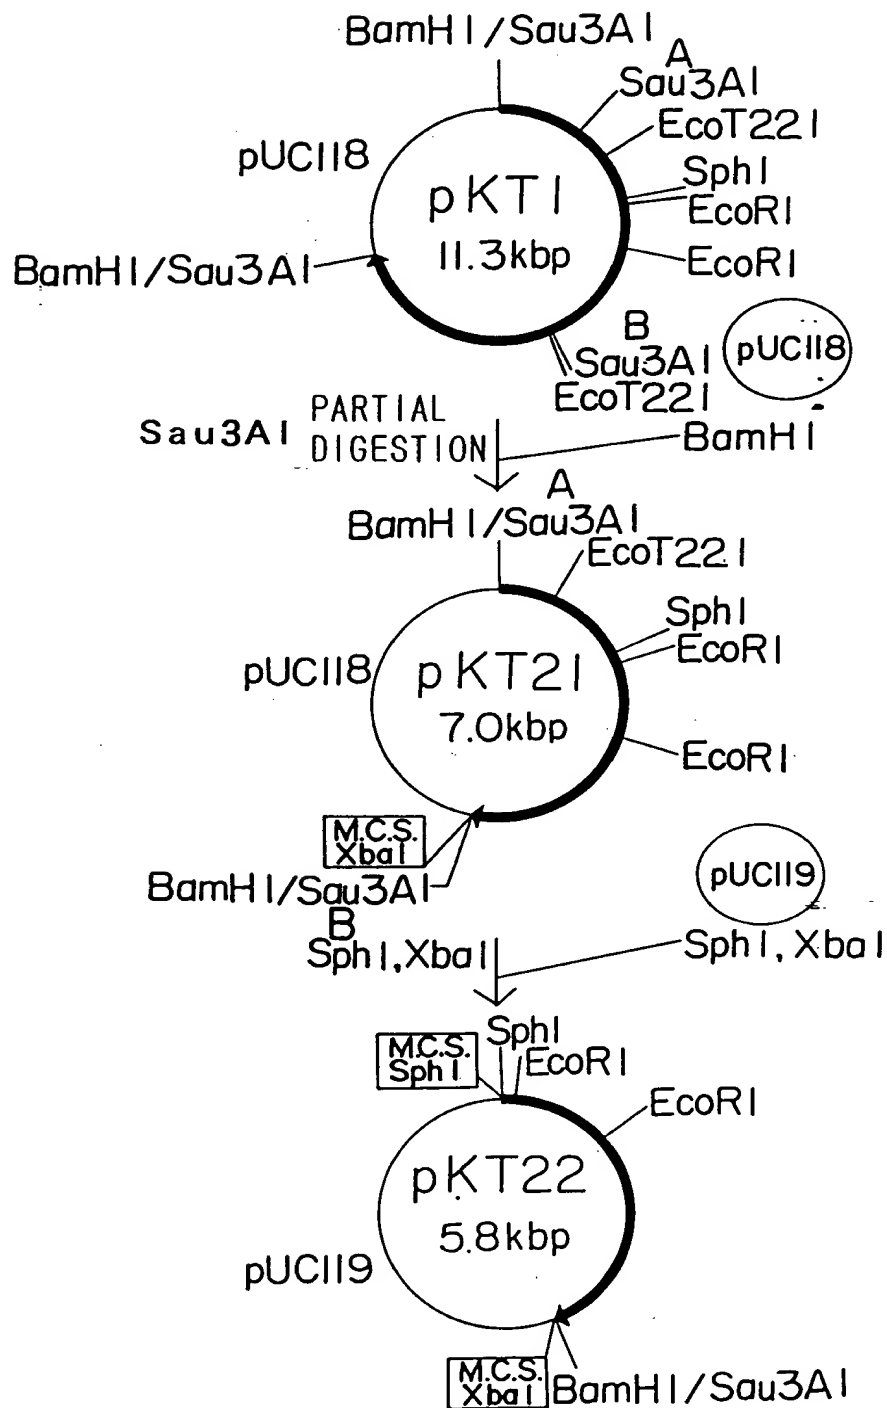 BamHI/Sau3AI
A
Sau3AI
EcoT22I
pUC118
SphI
pKT1
EcoRI
11.3kbp
EcoRI
BamHI/Sau3AI
B
Sau3AI
pUC118
EcoT22I
Sau3AI PARTIAL DIGESTION
BamHI
A
BamHI/Sau3AI
EcoT22I
SphI
EcoRI
pUC118
pKT21
7.0kbp
EcoRI
M.C.S.
XbaI
BamHI/Sau3AI
B
pUC119
SphI,XbaI
SphI, XbaI
SphI
M.C.S.
SphI
EcoRI
EcoRI
pKT22
5.8kbp
pUC119
M.C.S.
XbaI
BamHI/Sau3AI